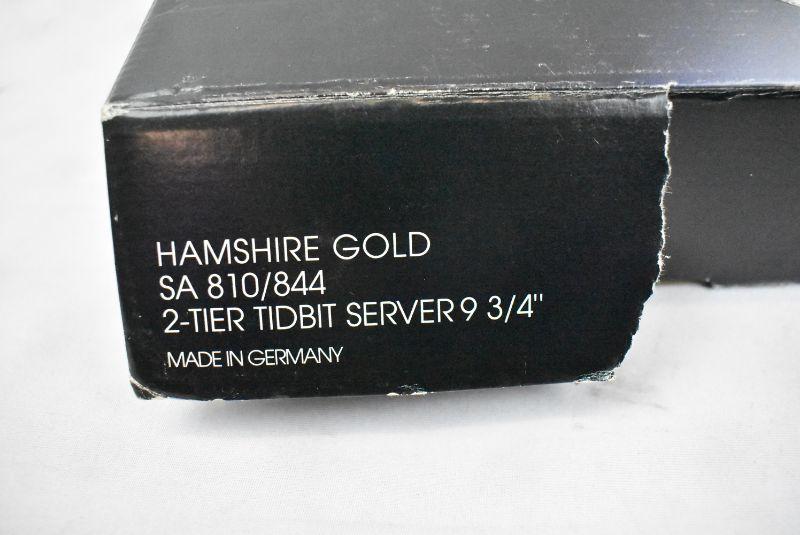 HAMSHIRE GOLD
SA 810/844
2-TIER TIDBIT SERVER 9 3/4"
MADE IN GERMANY